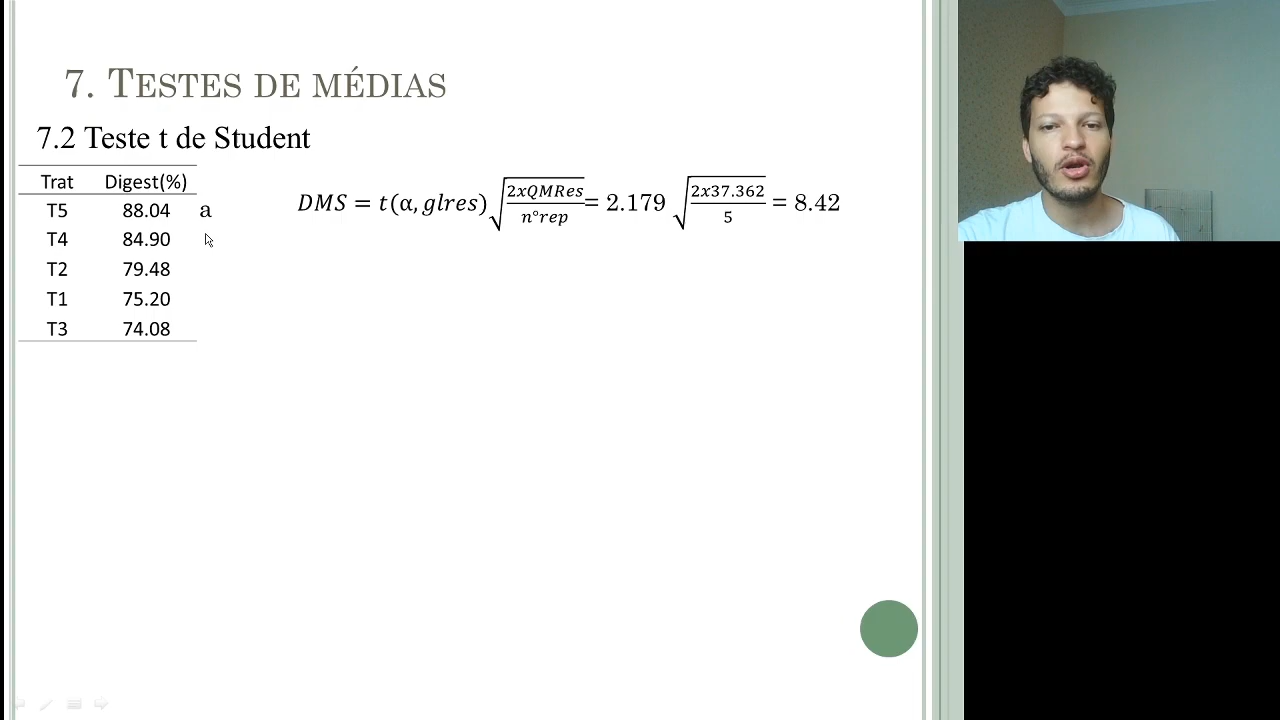 7. Testes de médias
7.2 Teste t de Student
Trat Digest(%)
T5 88.04 a
T4 84.90
T2 79.48
T1 75.20
T3 74.08
DMS = t(α, glres)√(2xQMRes/n°rep) = 2.179 √(2x37.362/5) = 8.42